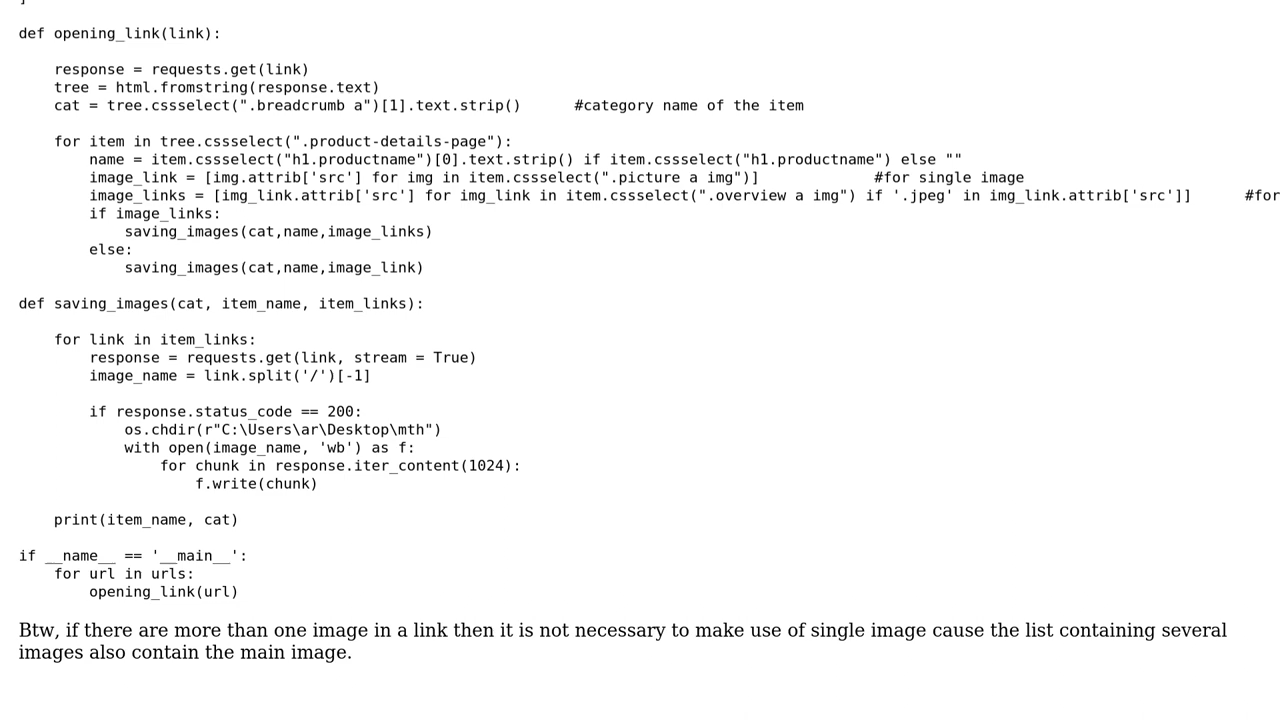 def opening_link(link):
    response = requests.get(link)
    tree = html.fromstring(response.text)
    cat = tree.cssselect(".breadcrumb a")[1].text.strip()      #category name of the item
    for item in tree.cssselect(".product-details-page"):
        name = item.cssselect("h1.productname")[0].text.strip() if item.cssselect("h1.productname") else ""
        image_link = [img.attrib['src'] for img in item.cssselect(".picture a img")]             #for single image
        image_links = [img_link.attrib['src'] for img_link in item.cssselect(".overview a img") if '.jpeg' in img_link.attrib['src']]      #for
        if image_links:
            saving_images(cat,name,image_links)
        else:
            saving_images(cat,name,image_link)
def saving_images(cat, item_name, item_links):
    for link in item_links:
        response = requests.get(link, stream = True)
        image_name = link.split('/')[-1]
        if response.status_code == 200:
            os.chdir(r"C:\Users\ar\Desktop\mth")
            with open(image_name, 'wb') as f:
                for chunk in response.iter_content(1024):
                    f.write(chunk)
    print(item_name, cat)
if __name__ == '__main__':
    for url in urls:
        opening_link(url)
Btw, if there are more than one image in a link then it is not necessary to make use of single image cause the list containing several
images also contain the main image.